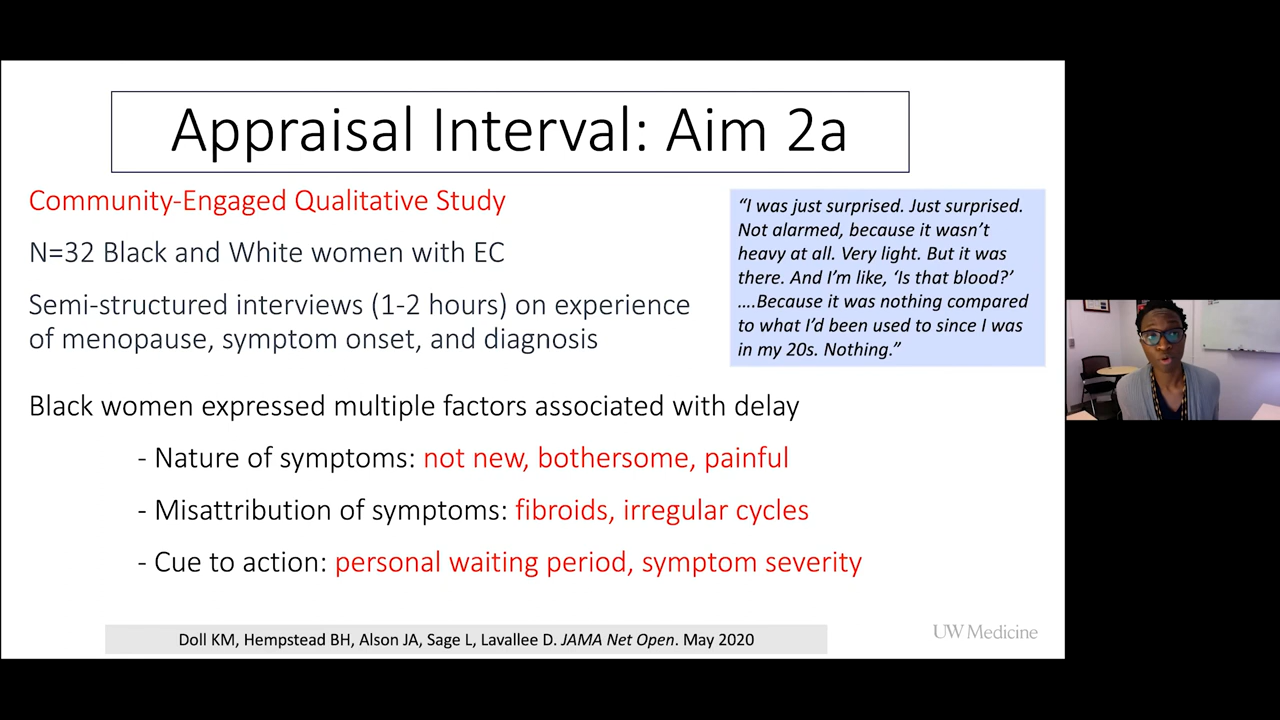 Appraisal Interval: Aim 2a
Community-Engaged Qualitative Study
N=32 Black and White women with EC
Semi-structured interviews (1-2 hours) on experience
of menopause, symptom onset, and diagnosis
“I was just surprised. Just surprised.
Not alarmed, because it wasn’t
heavy at all. Very light. But it was
there. And I’m like, ‘Is that blood?’
….Because it was nothing compared
to what I’d been used to since I was
in my 20s. Nothing.”
Black women expressed multiple factors associated with delay
- Nature of symptoms: not new, bothersome, painful
- Misattribution of symptoms: fibroids, irregular cycles
- Cue to action: personal waiting period, symptom severity
Doll KM, Hempstead BH, Alson JA, Sage L, Lavallee D. JAMA Net Open. May 2020
UW Medicine